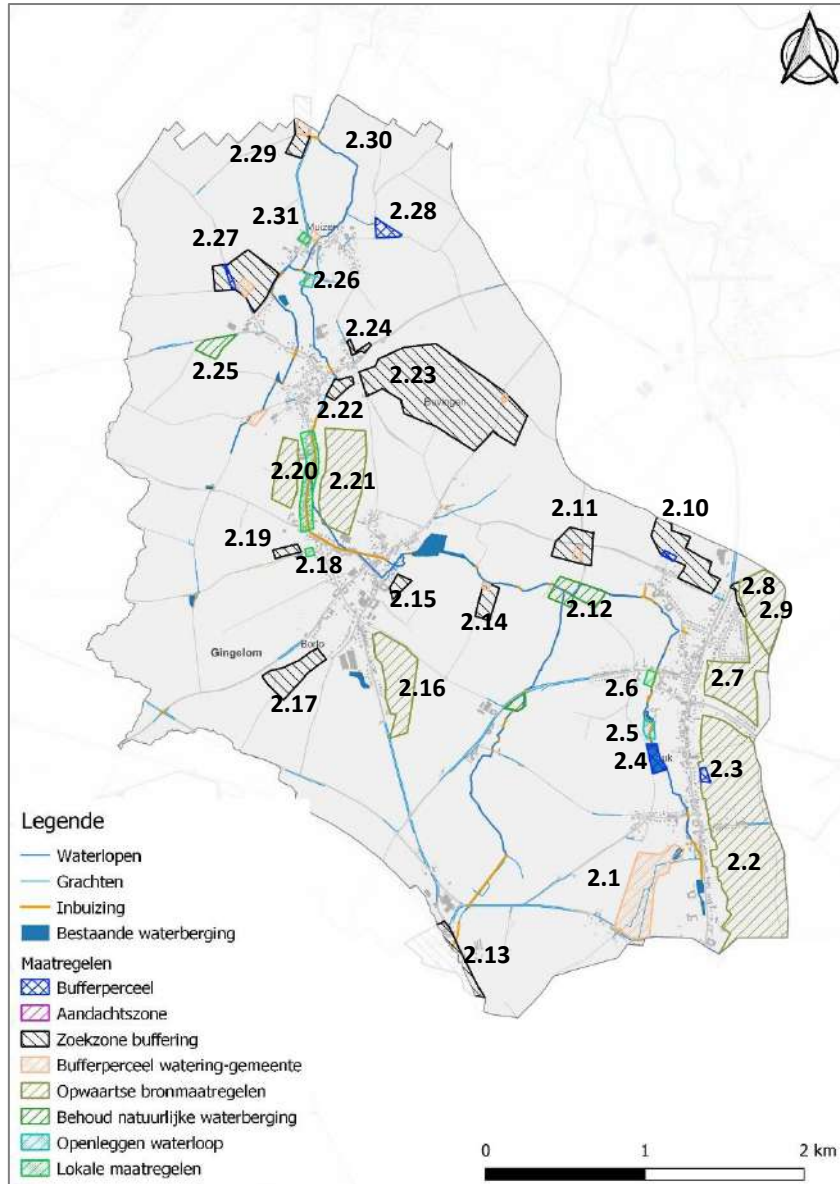 2.30
2.29
2.28
2.31
Muizen
2.27
2.26
2.24
2.25
2.23
Buvingen
2.22
2.20
2.21
2.11
2.10
2.19
2.18
2.8
2.9
2.15
2.14
2.12
Gingelom
Borlo
2.17
2.16
2.6
2.7
2.5
2.4
2.3
2.1
2.2
2.13
Legende
Waterlopen
Grachten
Inbuizing
Bestaande waterberging
Maatregelen
Bufferperceel
Aandachtszone
Zoekzone buffering
Bufferperceel watering-gemeente
Opwaartse bronmaatregelen
Behoud natuurlijke waterberging
Openleggen waterloop
Lokale maatregelen
0 1 2 km